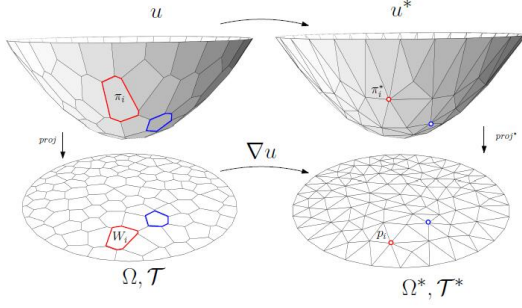 u
u*
π_i
π_i^*
proj
∇u
proj*
W_i
p_i
Ω, 𝒯
Ω*, 𝒯*